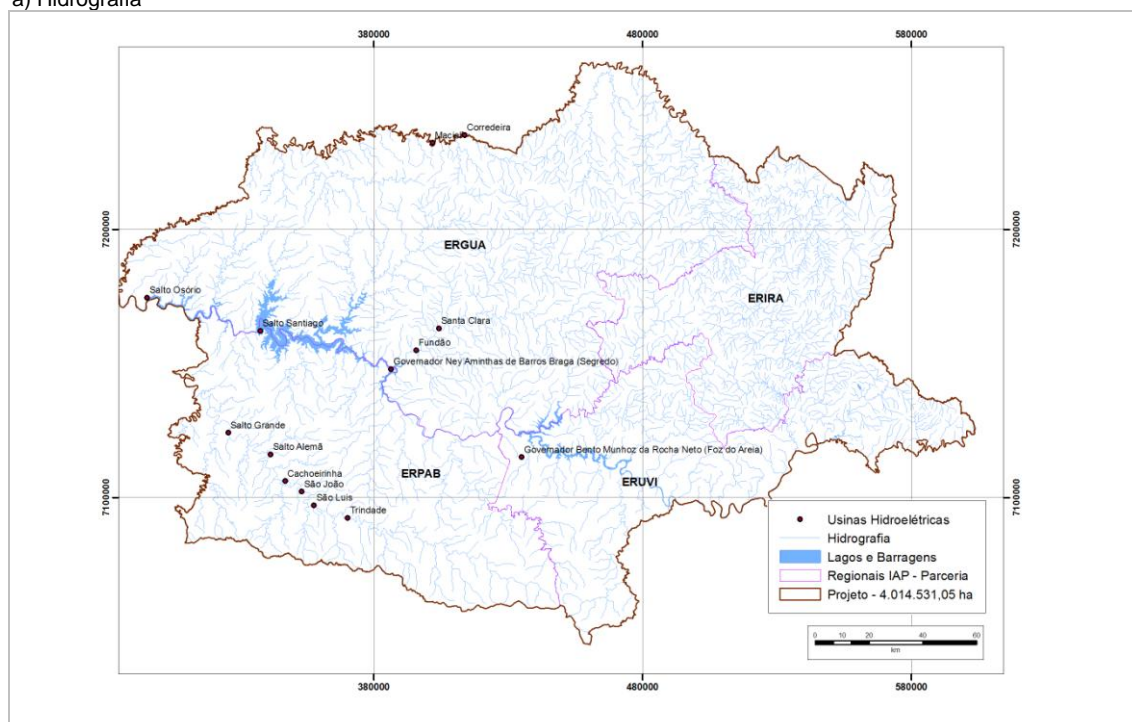 a) Hidrografia
380000
480000
580000
Corredeira
7200000
7200000
ERGUA
ERIRA
Salto Osório
Santa Clara
Salto Santiago
Fundão
Governador Ney Aminthas de Barros Braga (Segredo)
Salto Grande
Salto Alemã
Governador Bento Munhoz da Rocha Neto (Foz do Areia)
Cachoeirinha
ERPAB
ERUVI
São João
São Luis
Trindade
7100000
7100000
Usinas Hidroelétricas
Hidrografia
Lagos e Barragens
Regionais IAP - Parceria
Projeto - 4.014.531,05 ha
0 10 20 40 60
km
380000
480000
580000